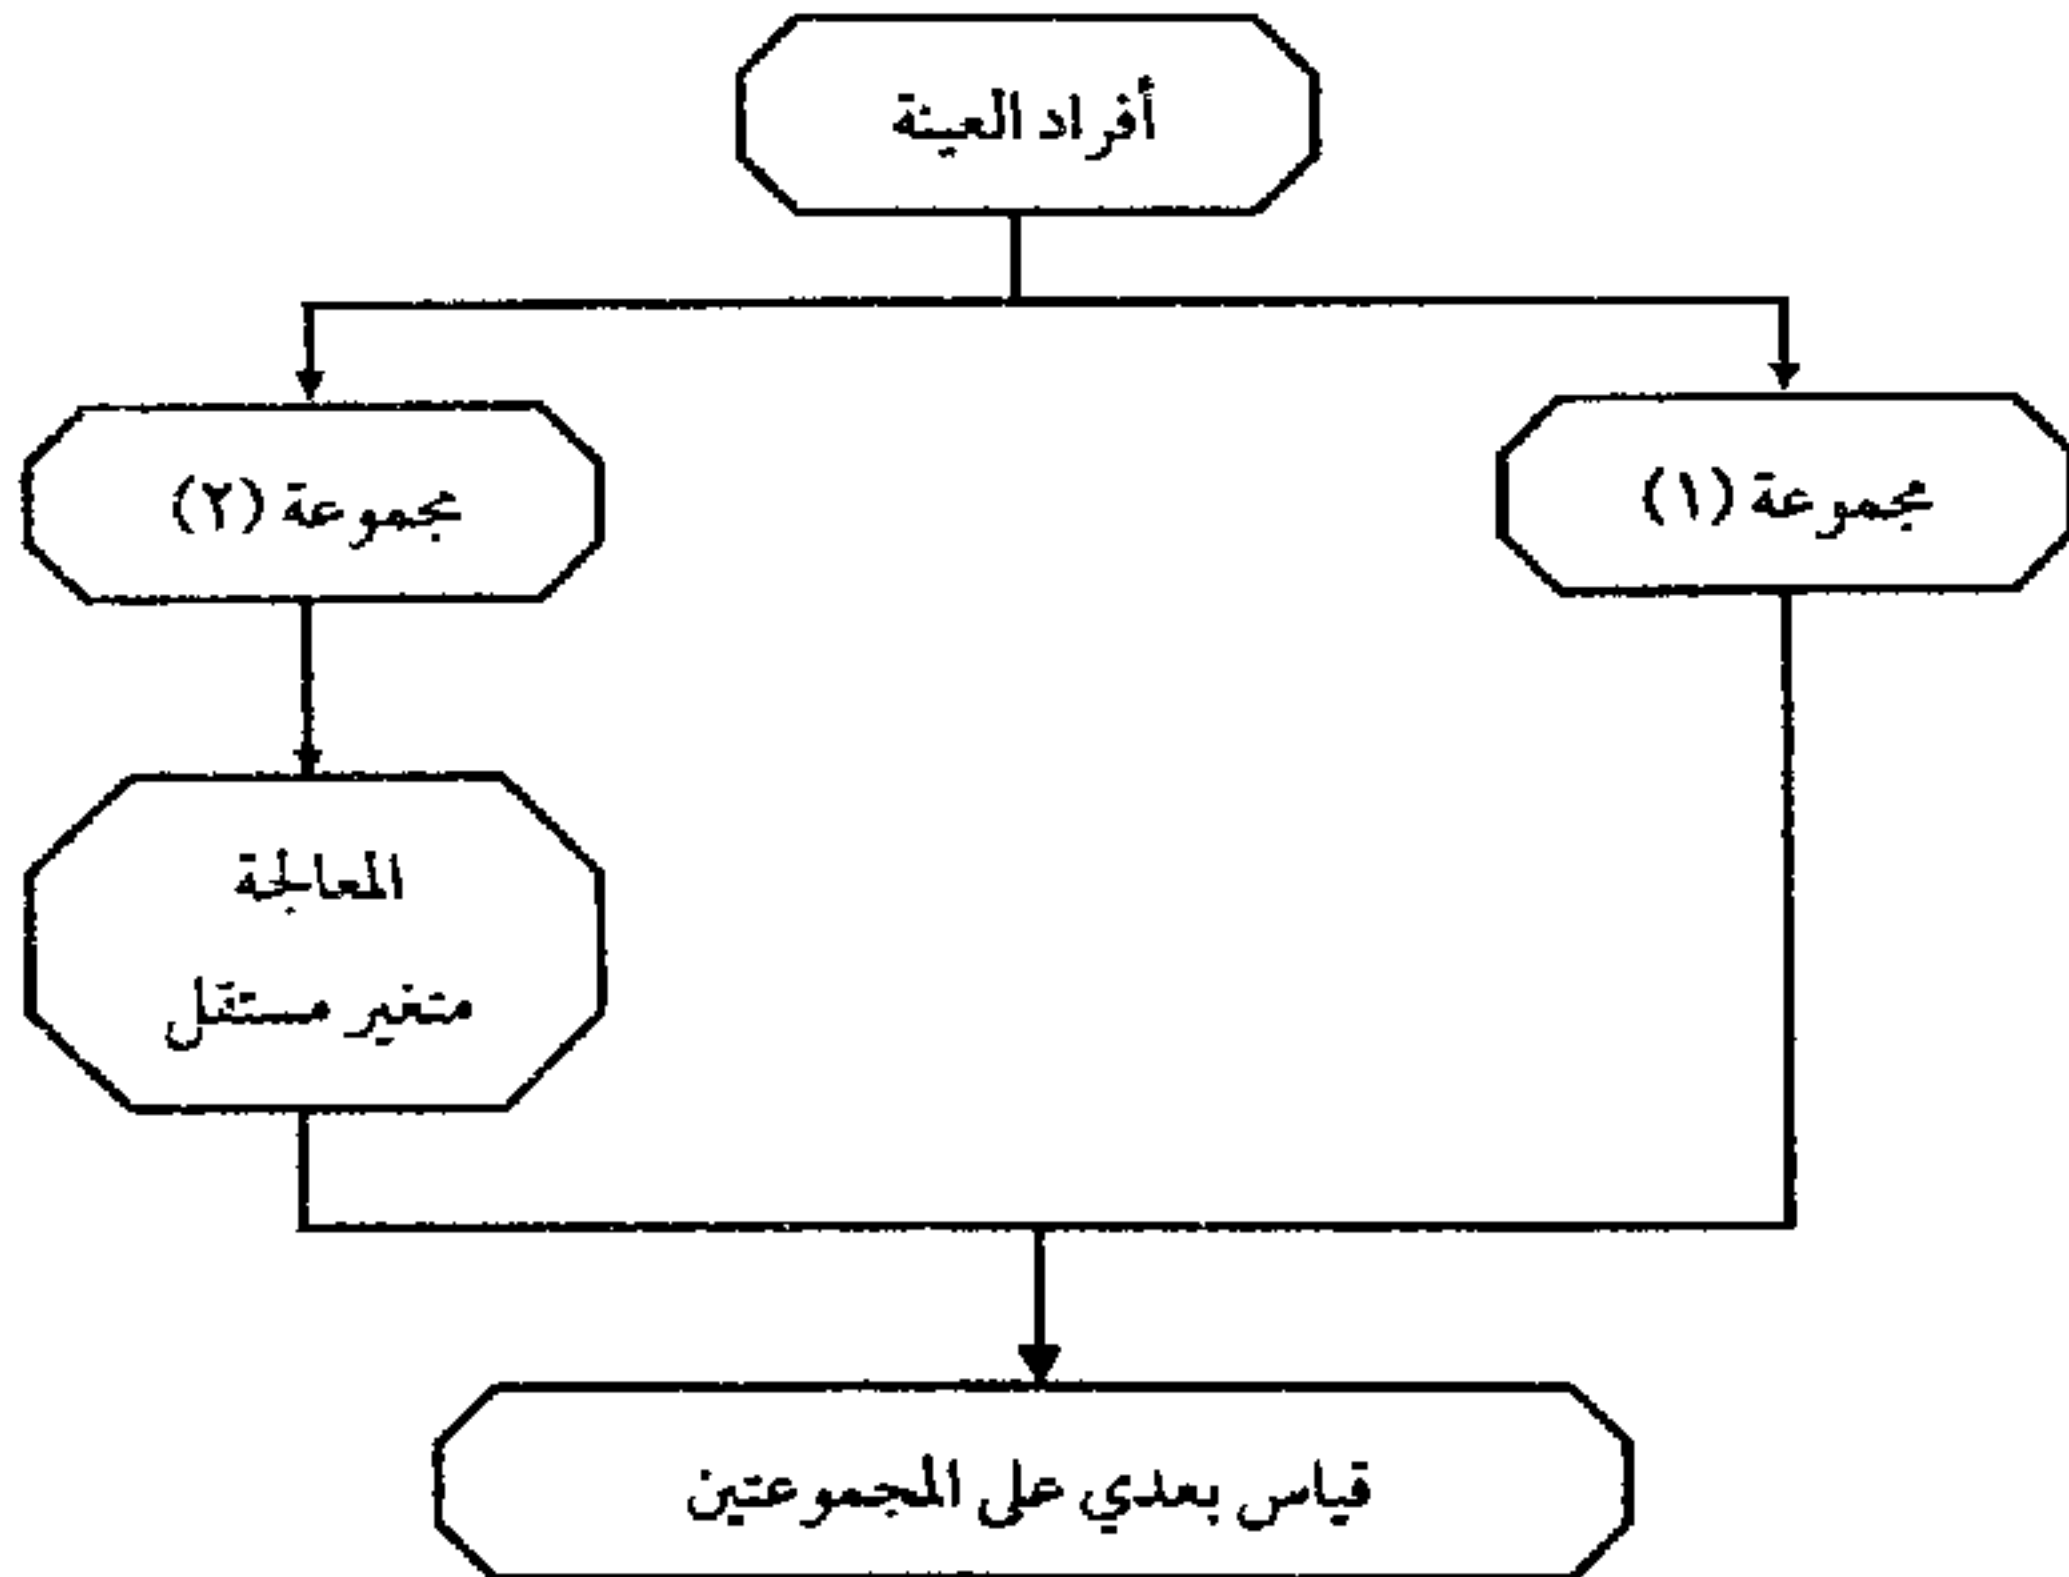 أفراد العينة
مجموعة (١)
مجموعة (٢)
المعالجة
متغير مستقل
قياس بعدي على المجموعتين